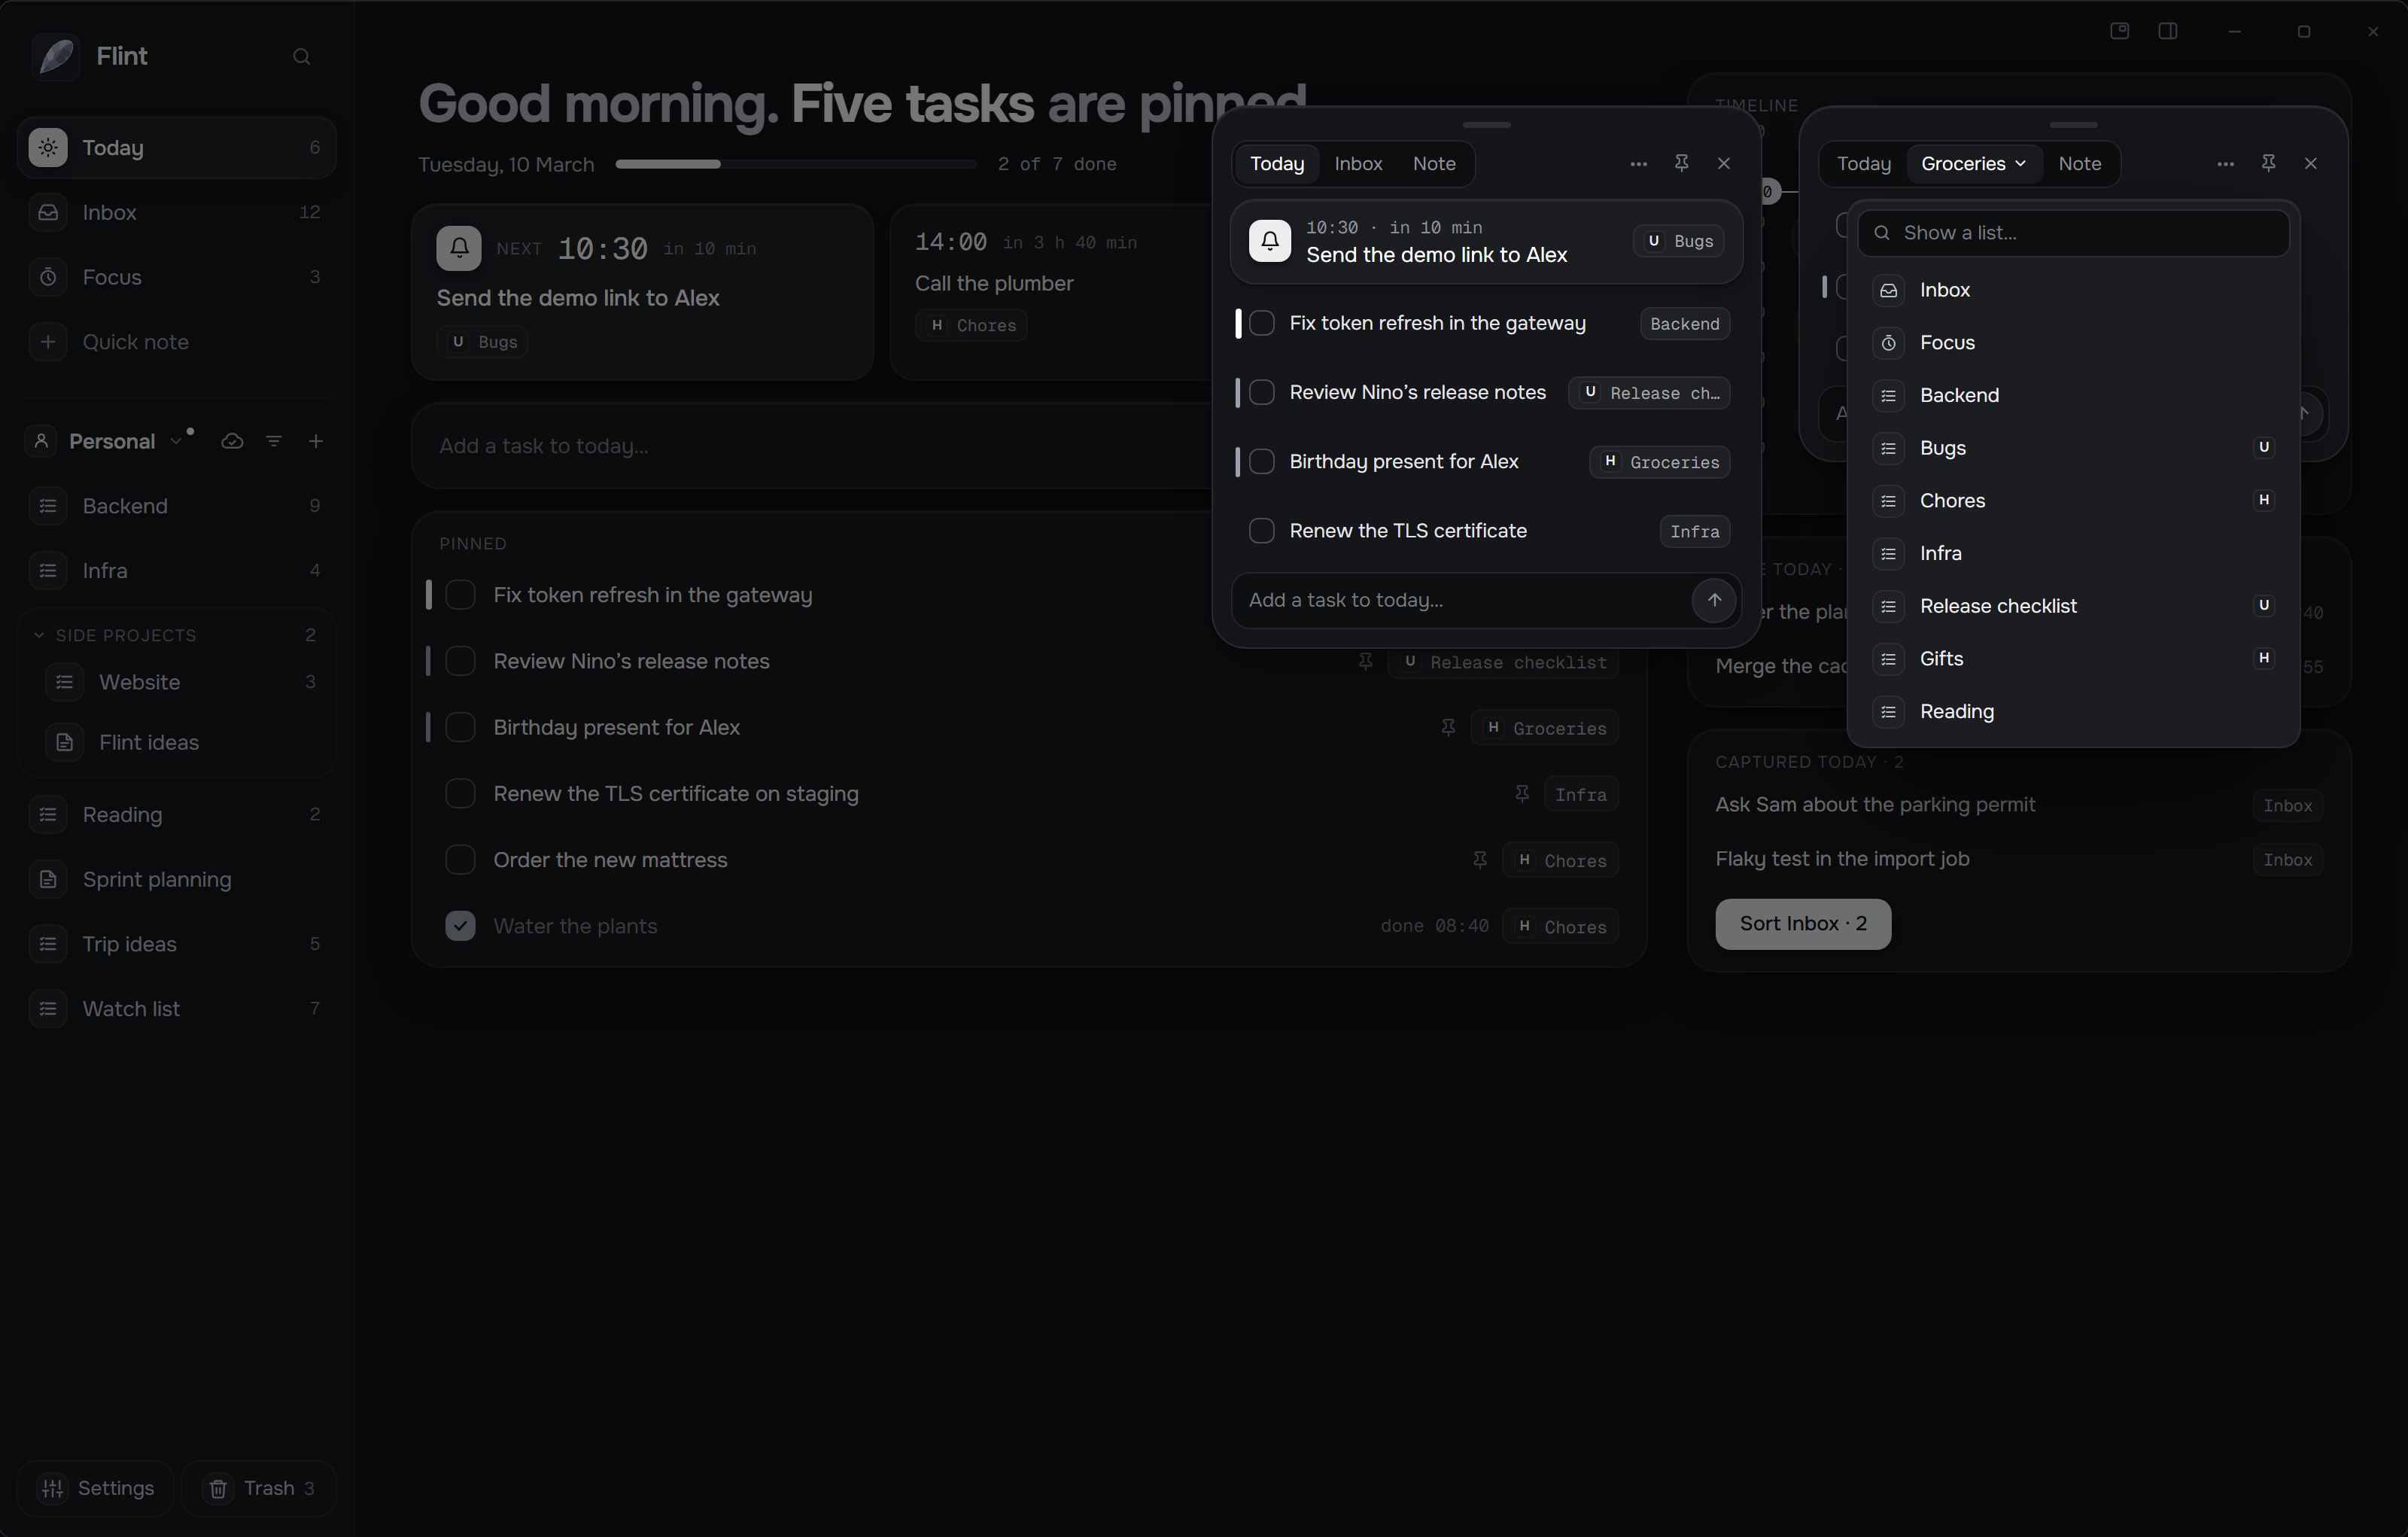 Flint
Today 6
Inbox 12
Focus 3
Quick note
Personal
Backend 9
Infra 4
SIDE PROJECTS 2
Website 3
Flint ideas
Reading 2
Sprint planning
Trip ideas 5
Watch list 7
Settings
Trash 3
Good morning. Five tasks are pinned
Tuesday, 10 March
2 of 7 done
NEXT 10:30 in 10 min
Send the demo link to Alex
U Bugs
14:00 in 3 h 40 min
Call the plumber
H Chores
Add a task to today...
PINNED
Fix token refresh in the gateway
Review Nino’s release notes
U Release checklist
Birthday present for Alex
H Groceries
Renew the TLS certificate on staging
Infra
Order the new mattress
H Chores
Water the plants
done 08:40
H Chores
Today Inbox Note
10:30 · in 10 min
Send the demo link to Alex
U Bugs
Fix token refresh in the gateway
Backend
Review Nino’s release notes
U Release ch…
Birthday present for Alex
H Groceries
Renew the TLS certificate
Infra
Add a task to today...
TIMELINE
Today Groceries Note
Show a list...
Inbox
Focus
Backend
Bugs U
Chores H
Infra
Release checklist U
Gifts H
Reading
TODAY ·
40
Merge the
55
CAPTURED TODAY · 2
Ask Sam about the parking permit
Inbox
Flaky test in the import job
Inbox
Sort Inbox · 2